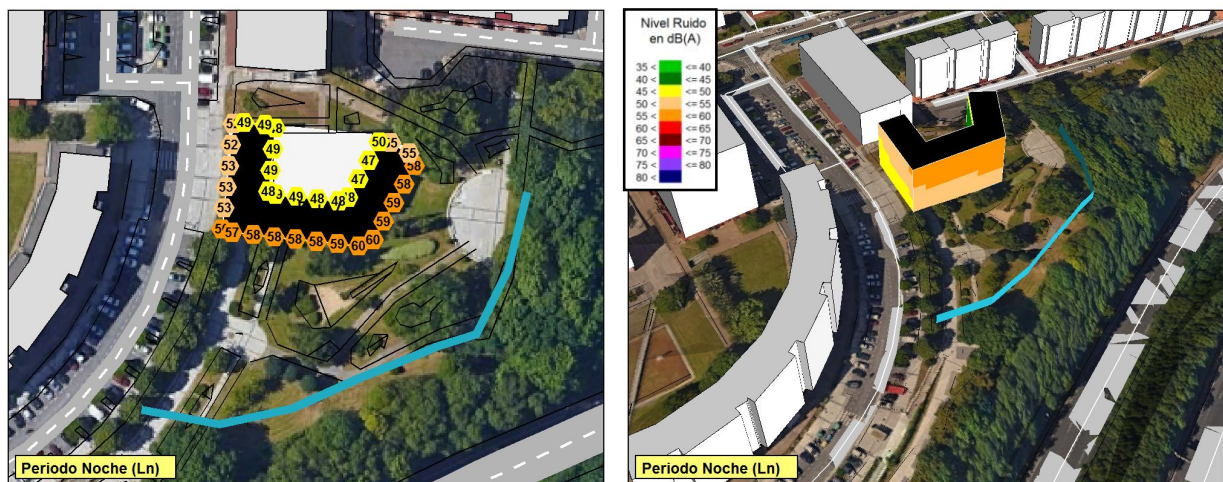 Nivel Ruido
en dB(A)
35 < <= 40
40 < <= 45
45 < <= 50
50 < <= 55
55 < <= 60
60 < <= 65
65 < <= 70
70 < <= 75
75 < <= 80
80 <
49 49
52 49 50
53 49 47 55
53 48 47 58
53 49 48 48 58
57 58 58 58 58 59 60 60 59 59
Periodo Noche (Ln)
Periodo Noche (Ln)